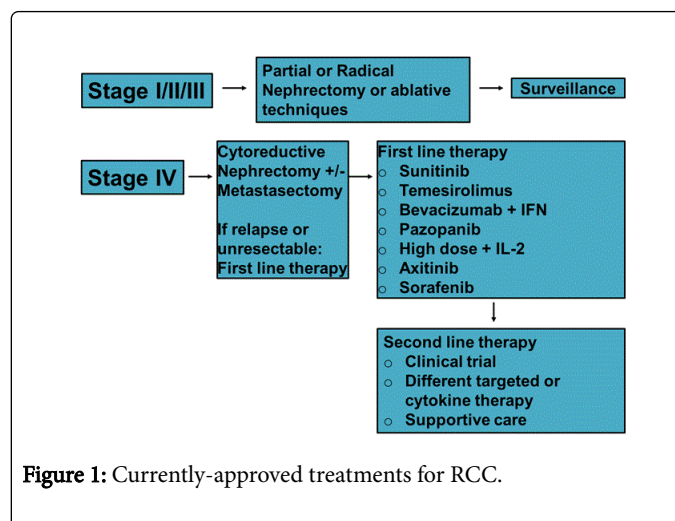 Stage I/II/III
Partial or Radical
Nephrectomy or ablative
techniques
Surveillance
Stage IV
Cytoreductive
Nephrectomy +/-
Metastasectomy
If relapse or
unresectable:
First line therapy
First line therapy
○ Sunitinib
○ Temesirolimus
○ Bevacizumab + IFN
○ Pazopanib
○ High dose + IL-2
○ Axitinib
○ Sorafenib
Second line therapy
○ Clinical trial
○ Different targeted or
cytokine therapy
○ Supportive care
Figure 1: Currently-approved treatments for RCC.